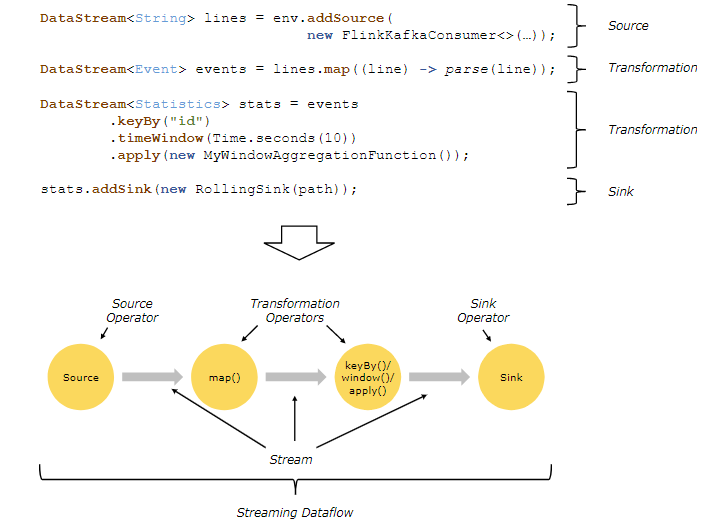 DataStream<String> lines = env.addSource(
new FlinkKafkaConsumer<>(…));
Source
DataStream<Event> events = lines.map((line) -> parse(line));
Transformation
DataStream<Statistics> stats = events
.keyBy("id")
.timeWindow(Time.seconds(10))
.apply(new MyWindowAggregationFunction());
Transformation
stats.addSink(new RollingSink(path));
Sink
Source
Operator
Transformation
Operators
Sink
Operator
Source
map()
keyBy()/
window()/
apply()
Sink
Stream
Streaming Dataflow